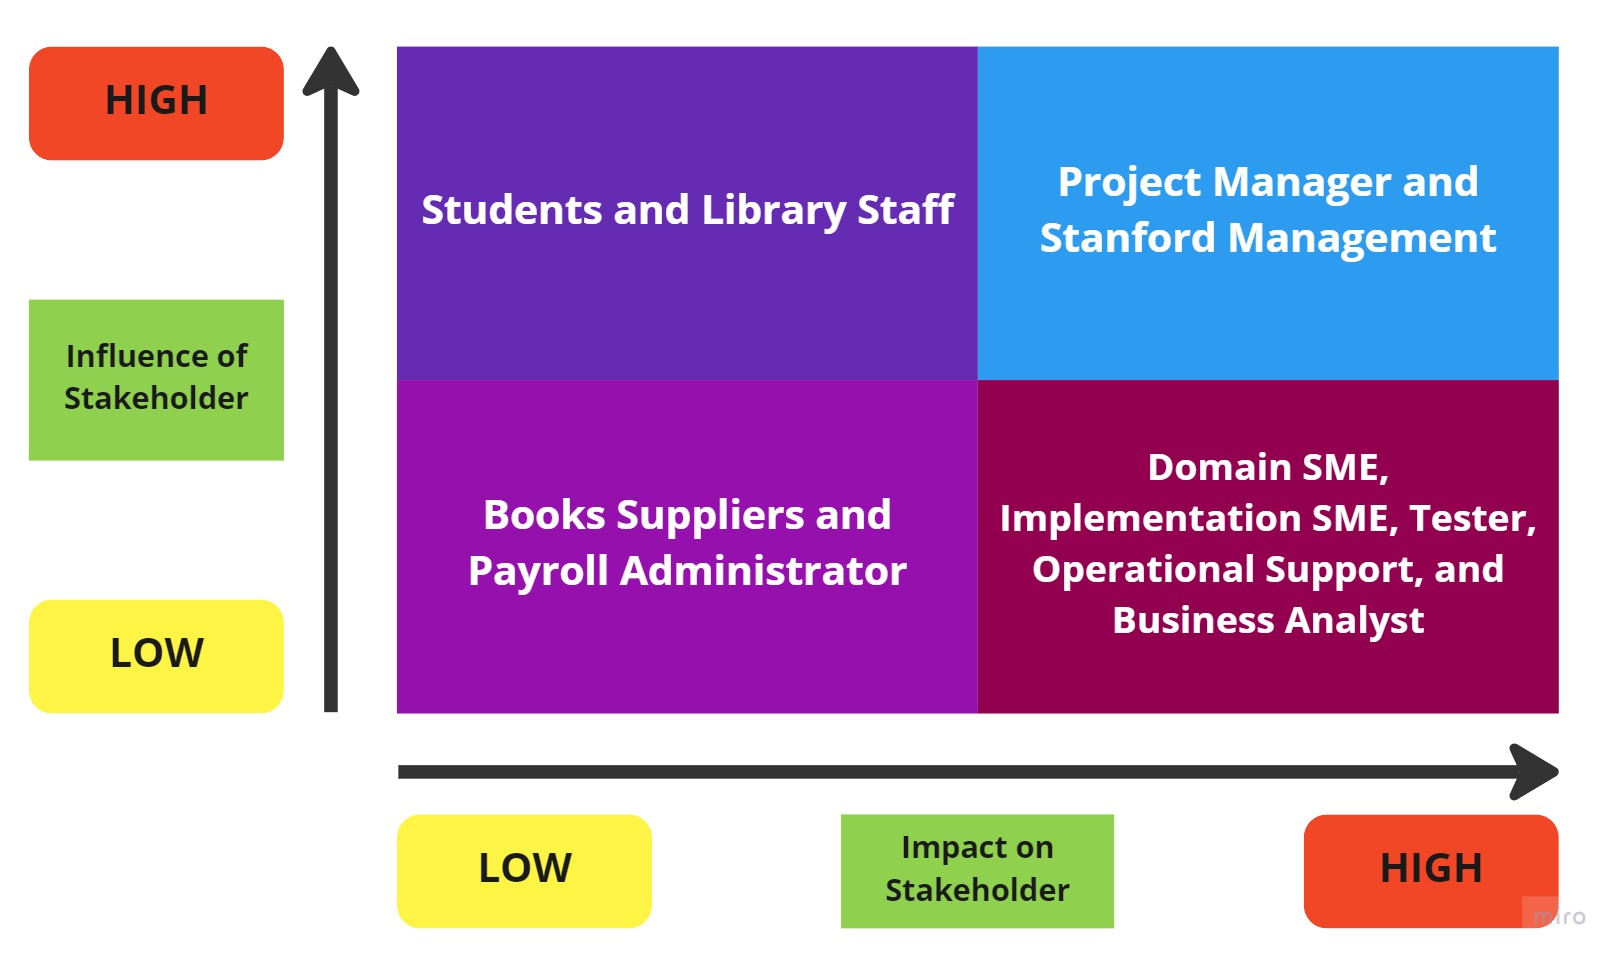 HIGH
Students and Library Staff
Project Manager and
Stanford Management
Influence of
Stakeholder
Books Suppliers and
Payroll Administrator
Domain SME,
Implementation SME, Tester,
Operational Support, and
Business Analyst
LOW
LOW
Impact on
Stakeholder
HIGH
miro